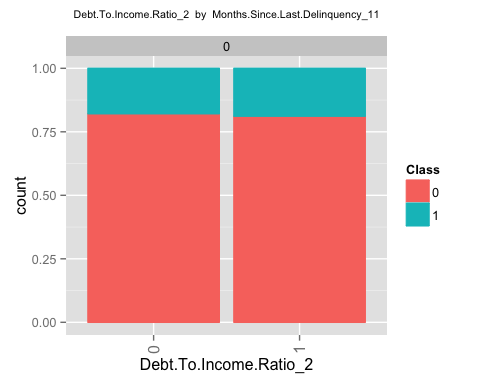 Debt.To.Income.Ratio_2 by Months.Since.Last.Delinquency_11
0
1.00
0.75
0.50
0.25
0.00
count
0
1
Debt.To.Income.Ratio_2
Class
0
1